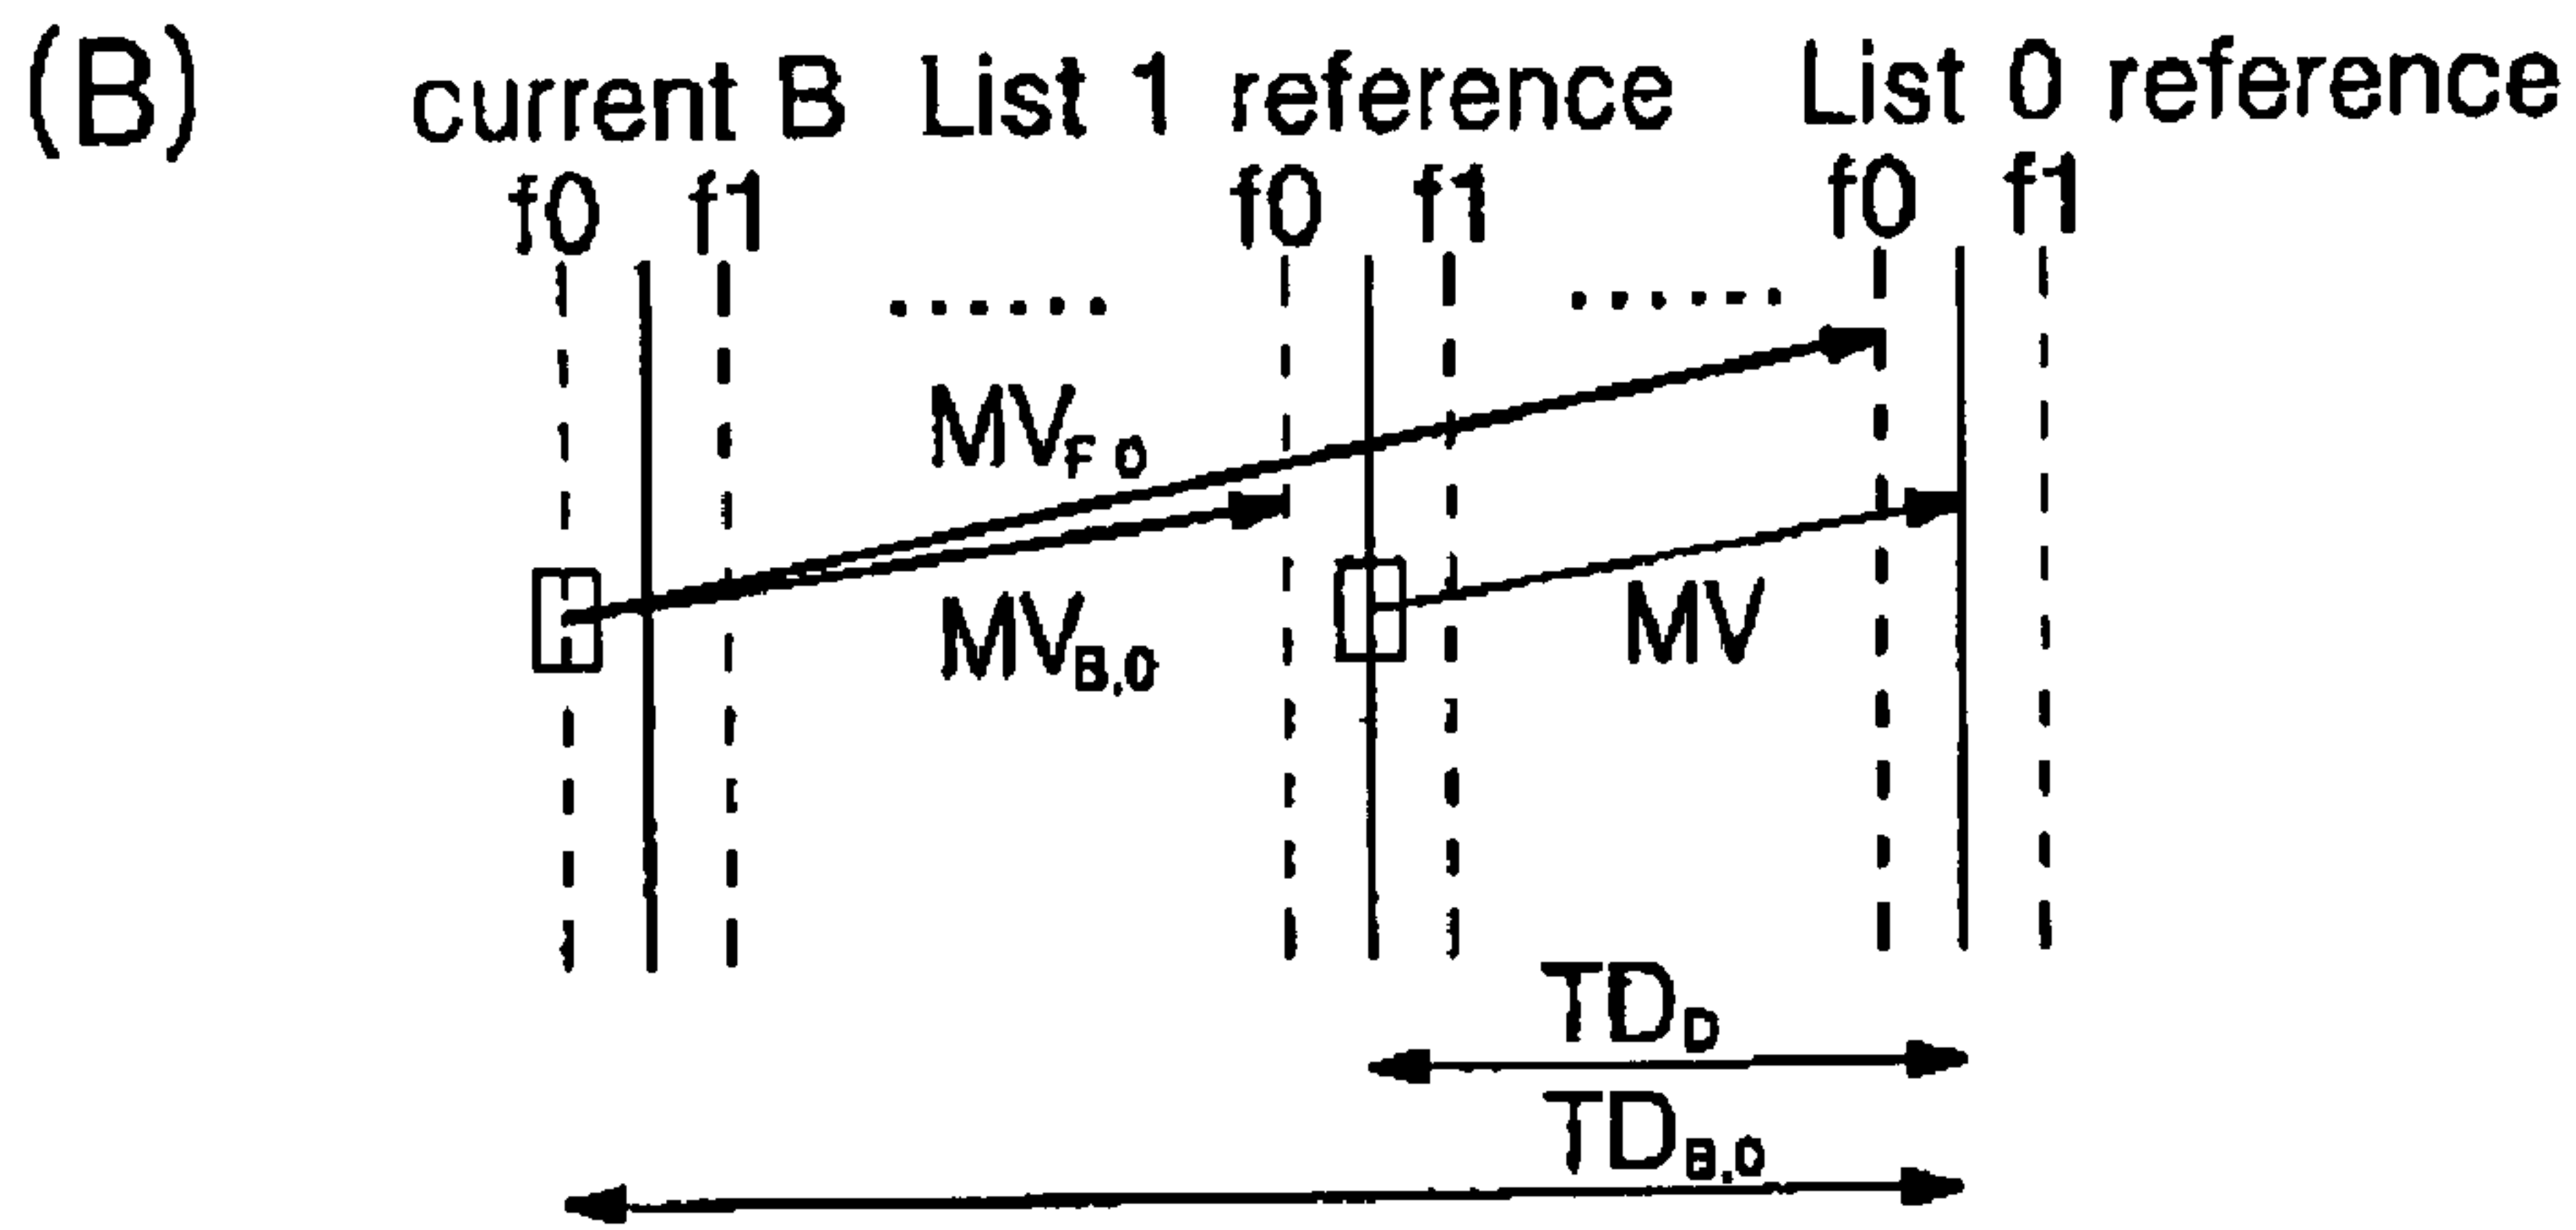 (B) current B List 1 reference List 0 reference
f0 f1 f0 f1 f0 f1
......
......
MVF 0
MVB,0
MV
TDD
TDB,0